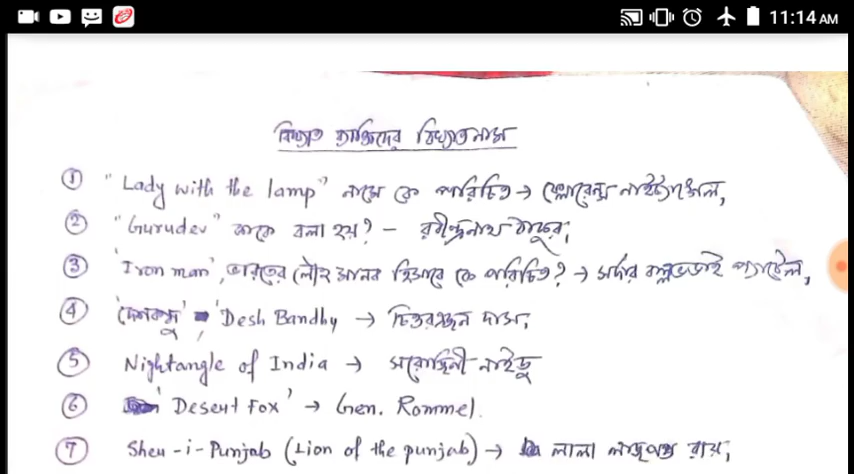 11:14 AM
বিখ্যাত ব্যক্তিদের বিখ্যাতনাম
① "Lady with the lamp" নামে কে পরিচিত → ফ্লোরেন্স নাইটাঙ্গেল,
② "Gurudev" কাকে বলা হয়? – রবীন্দ্রনাথ ঠাকুর,
③ 'Iron man', ভারতের লৌহ মানব হিসাবে কে পরিচিত? → সর্দার বল্লভভাই প্যাটেল,
④ 'দেশবন্ধু' 'Desh Bandhy → চিত্তরঞ্জন দাস,
⑤ Nightangle of India → সরোজিনী নাইডু
⑥ 'Desert Fox' → Gen. Rommel.
⑦ Sher-i-Punjab (Lion of the punjab) → লালা লাজপত রায়,